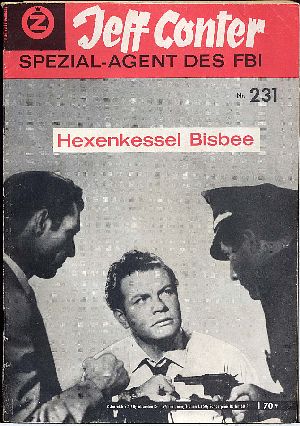 Ž
Jeff Conter
SPEZIAL-AGENT DES FBI
Nr. 231
Hexenkessel Bisbee
70